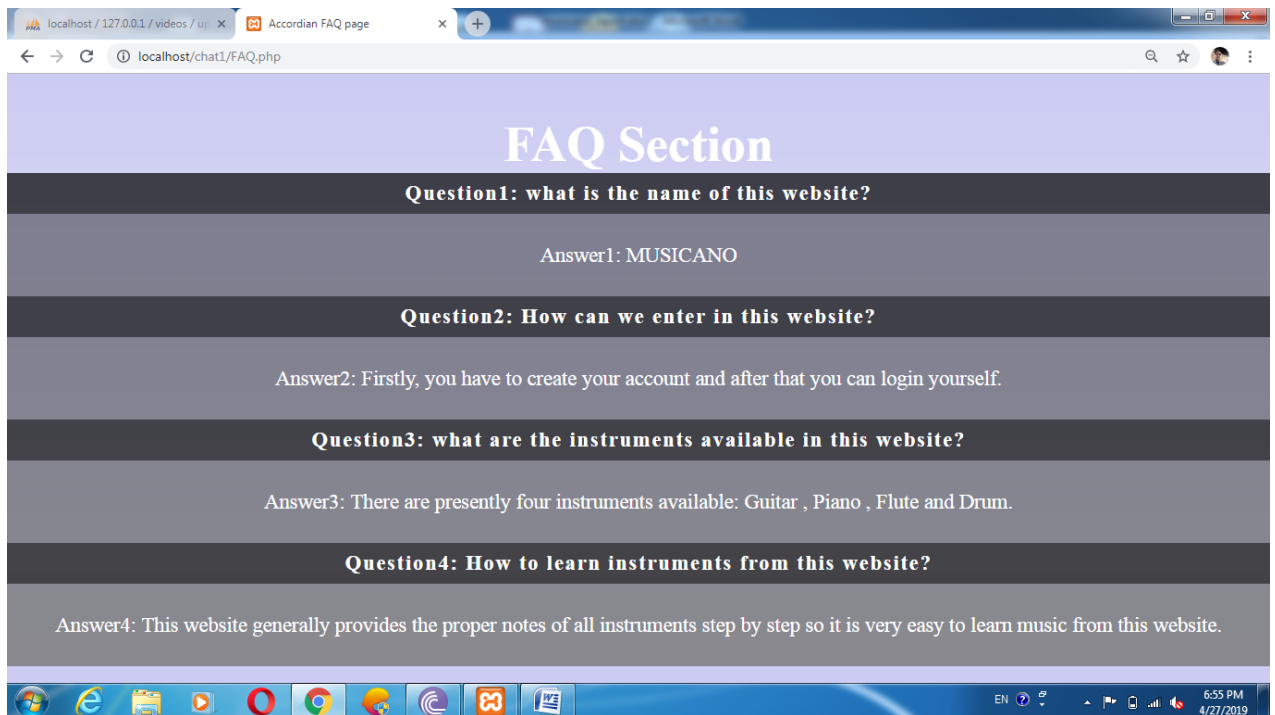 localhost / 127.0.0.1 / videos / up
Accordian FAQ page
localhost/chat1/FAQ.php
FAQ Section
Question1: what is the name of this website?
Answer1: MUSICANO
Question2: How can we enter in this website?
Answer2: Firstly, you have to create your account and after that you can login yourself.
Question3: what are the instruments available in this website?
Answer3: There are presently four instruments available: Guitar , Piano , Flute and Drum.
Question4: How to learn instruments from this website?
Answer4: This website generally provides the proper notes of all instruments step by step so it is very easy to learn music from this website.
EN
6:55 PM
4/27/2019